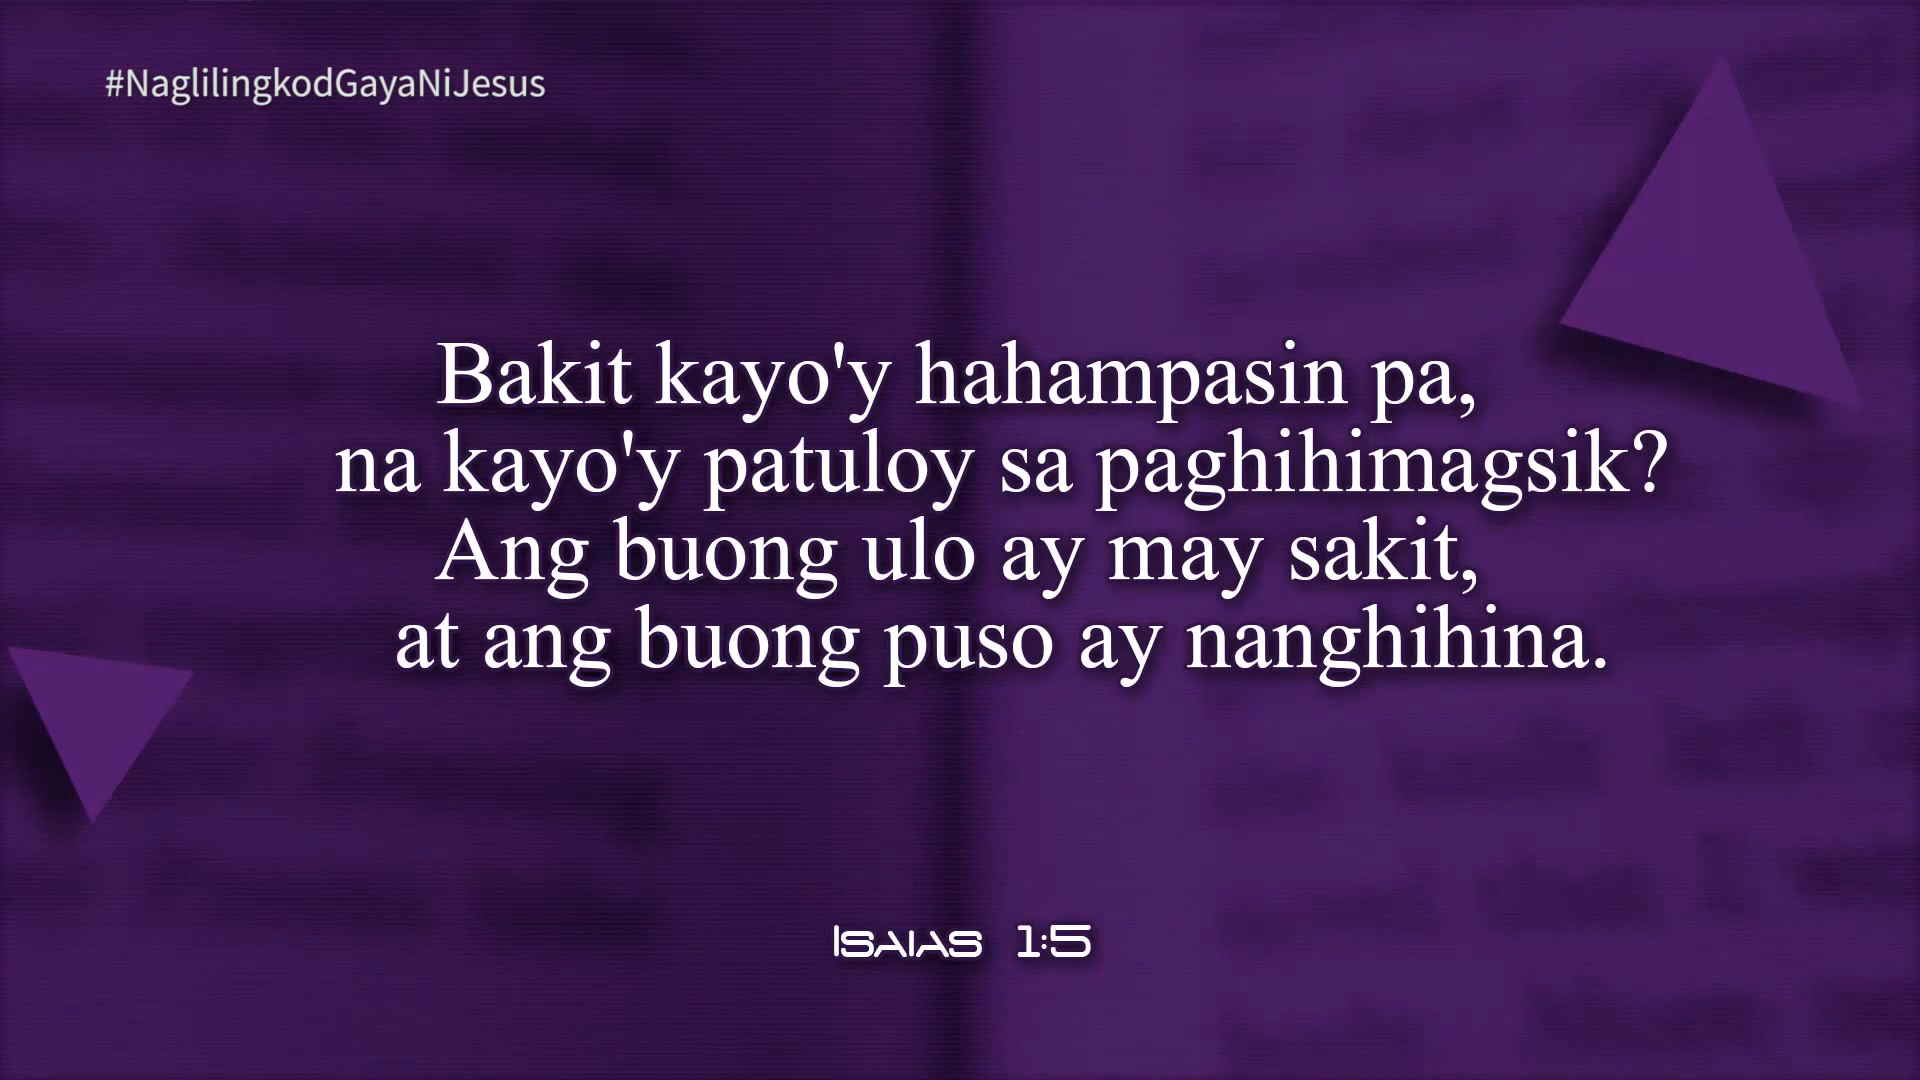 #NaglilingkodGayaNiJesus
Bakit kayo'y hahampasin pa,
na kayo'y patuloy sa paghihimagsik?
Ang buong ulo ay may sakit,
at ang buong puso ay nanghihina.
Isaias 1:5